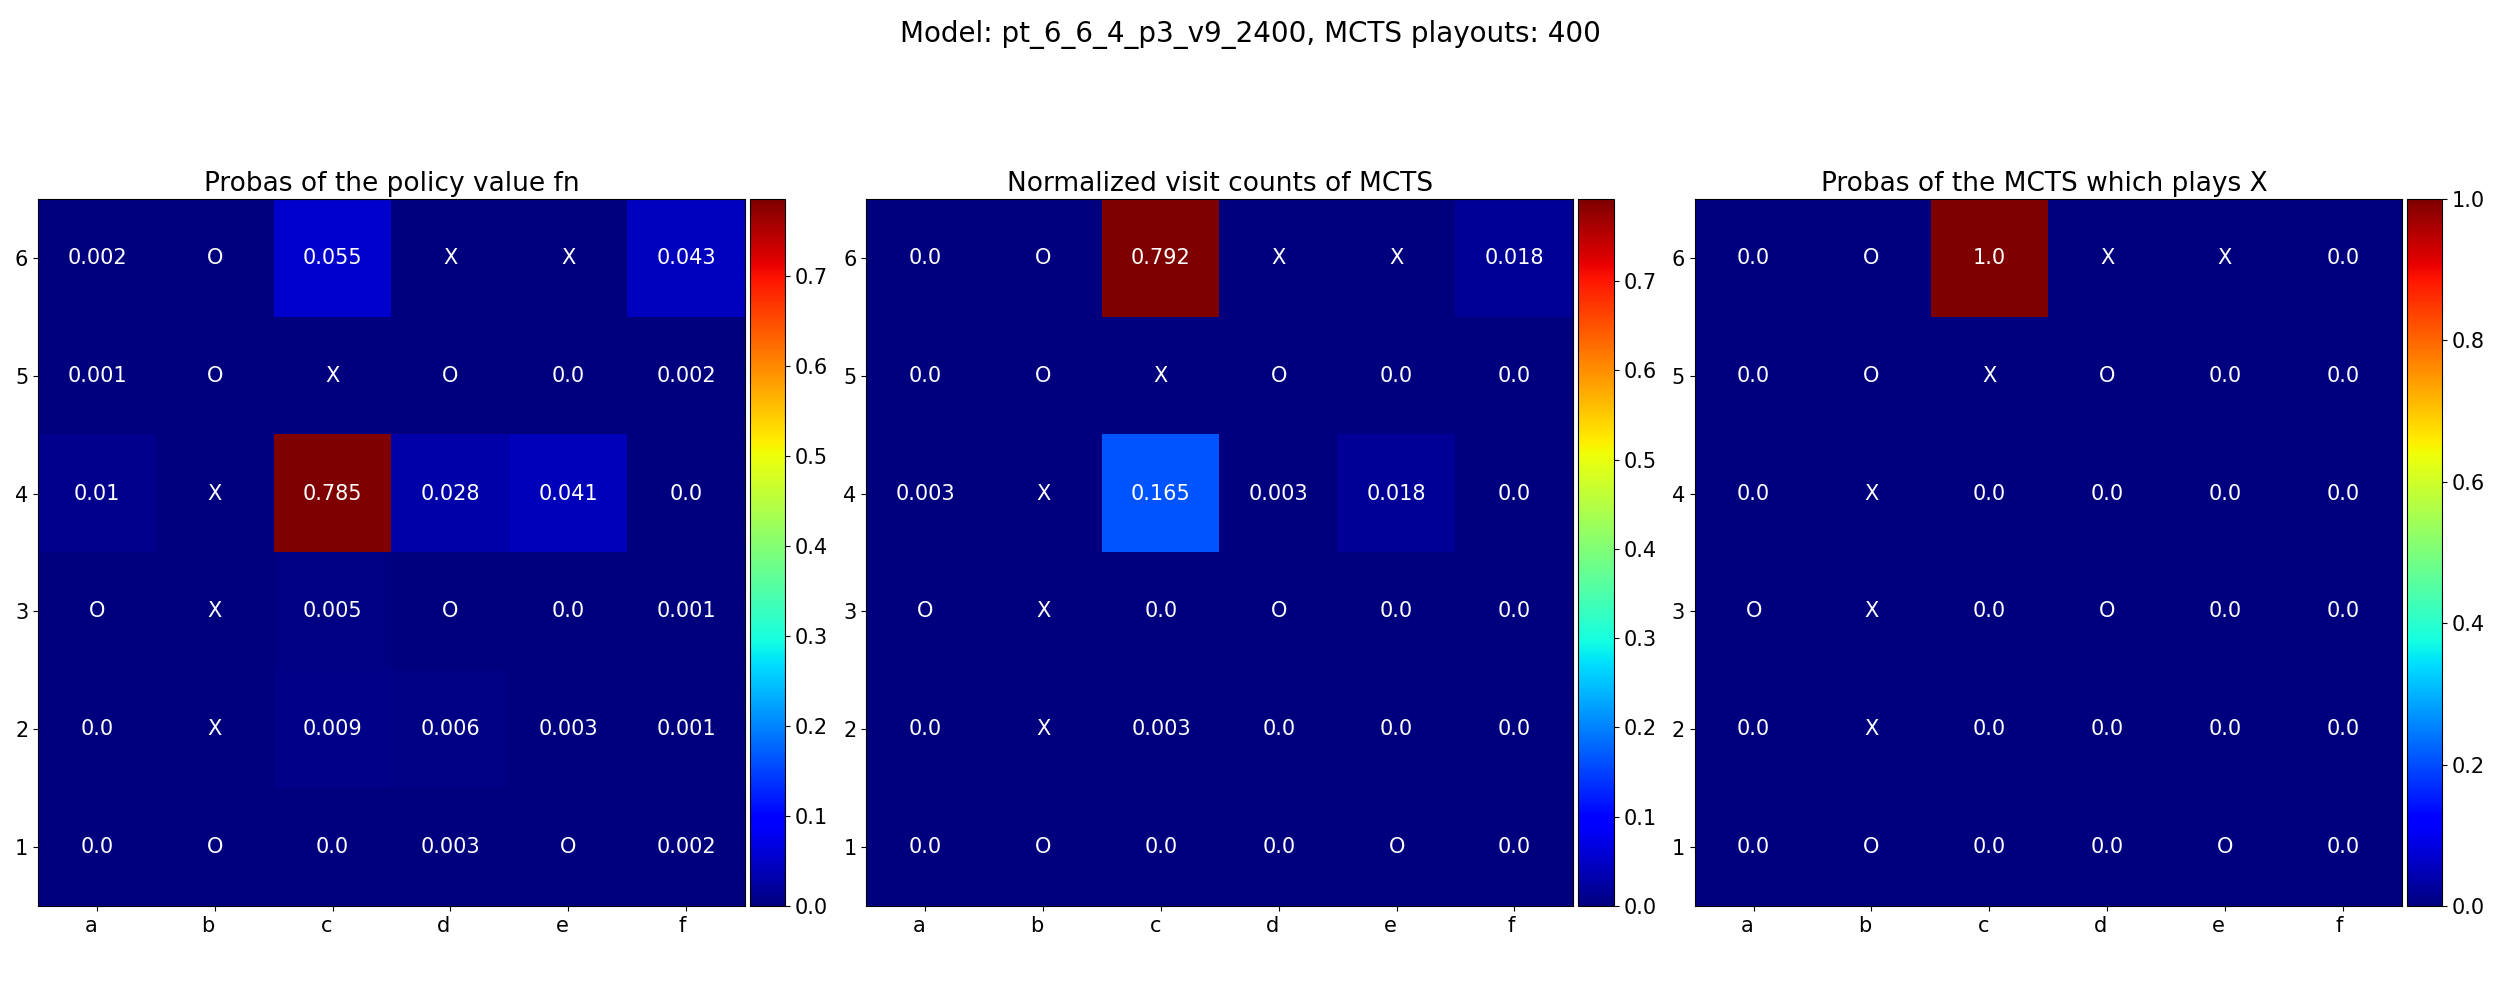 Model: pt_6_6_4_p3_v9_2400, MCTS playouts: 400
Probas of the policy value fn
6 0.002 O 0.055 X X 0.043
5 0.001 O X O 0.0 0.002
4 0.01 X 0.785 0.028 0.041 0.0
3 O X 0.005 O 0.0 0.001
2 0.0 X 0.009 0.006 0.003 0.001
1 0.0 O 0.0 0.003 O 0.002
a b c d e f
0.7
0.6
0.5
0.4
0.3
0.2
0.1
0.0
Normalized visit counts of MCTS
6 0.0 O 0.792 X X 0.018
5 0.0 O X O 0.0 0.0
4 0.003 X 0.165 0.003 0.018 0.0
3 O X 0.0 O 0.0 0.0
2 0.0 X 0.003 0.0 0.0 0.0
1 0.0 O 0.0 0.0 O 0.0
a b c d e f
0.7
0.6
0.5
0.4
0.3
0.2
0.1
0.0
Probas of the MCTS which plays X
6 0.0 O 1.0 X X 0.0
5 0.0 O X O 0.0 0.0
4 0.0 X 0.0 0.0 0.0 0.0
3 O X 0.0 O 0.0 0.0
2 0.0 X 0.0 0.0 0.0 0.0
1 0.0 O 0.0 0.0 O 0.0
a b c d e f
1.0
0.8
0.6
0.4
0.2
0.0